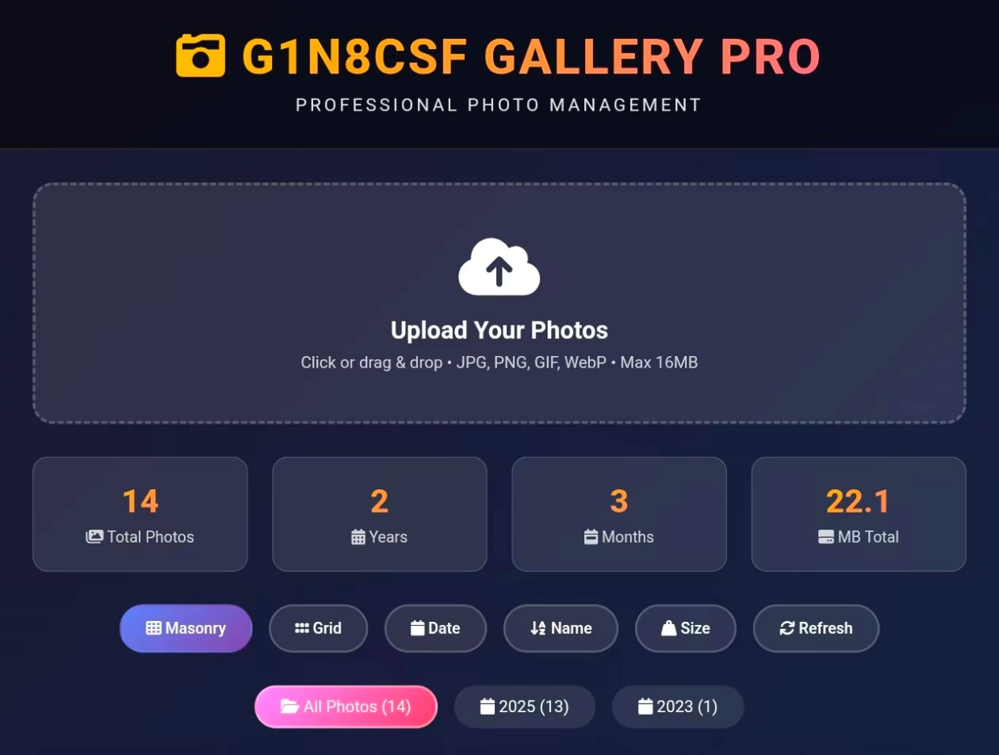 G1N8CSF GALLERY PRO
PROFESSIONAL PHOTO MANAGEMENT
Upload Your Photos
Click or drag & drop • JPG, PNG, GIF, WebP • Max 16MB
14
Total Photos
2
Years
3
Months
22.1
MB Total
Masonry
Grid
Date
Name
Size
Refresh
All Photos (14)
2025 (13)
2023 (1)